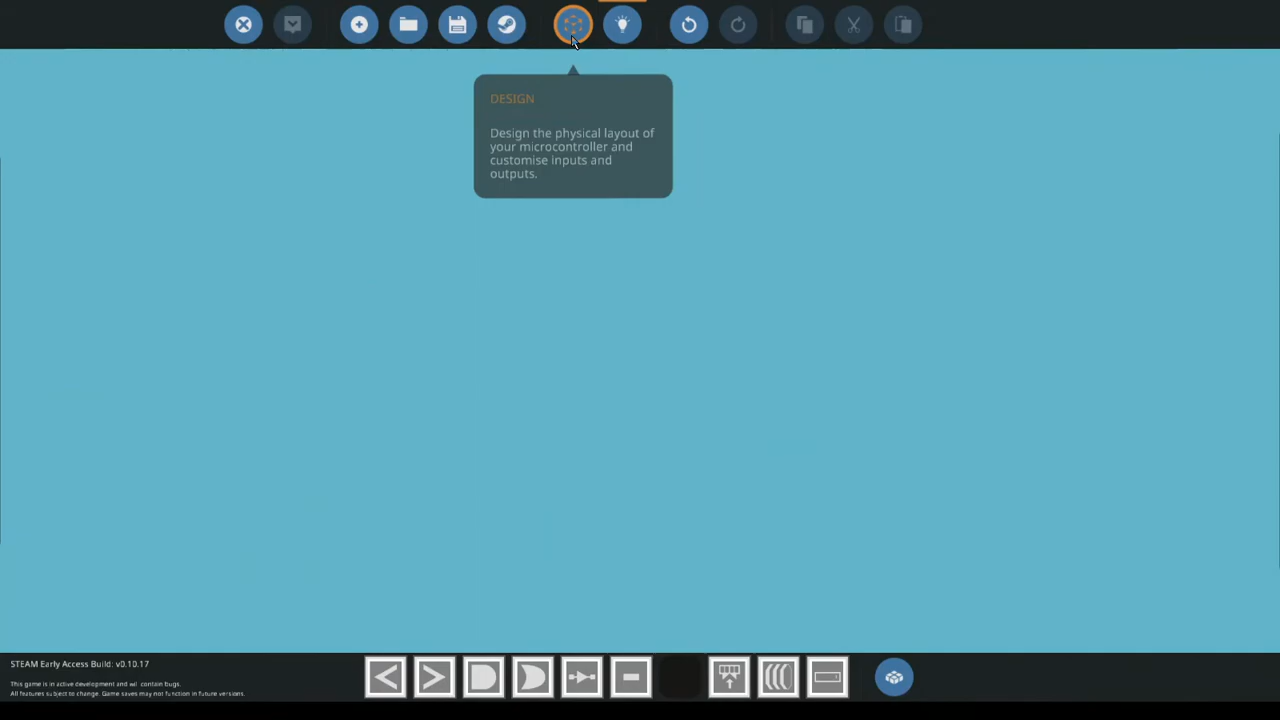 DESIGN
Design the physical layout of
your microcontroller and
customise inputs and
outputs.
STEAM Early Access Build: v0.10.17
This game is in active development and will contain bugs.
All features subject to change. Game saves may not function in future versions.